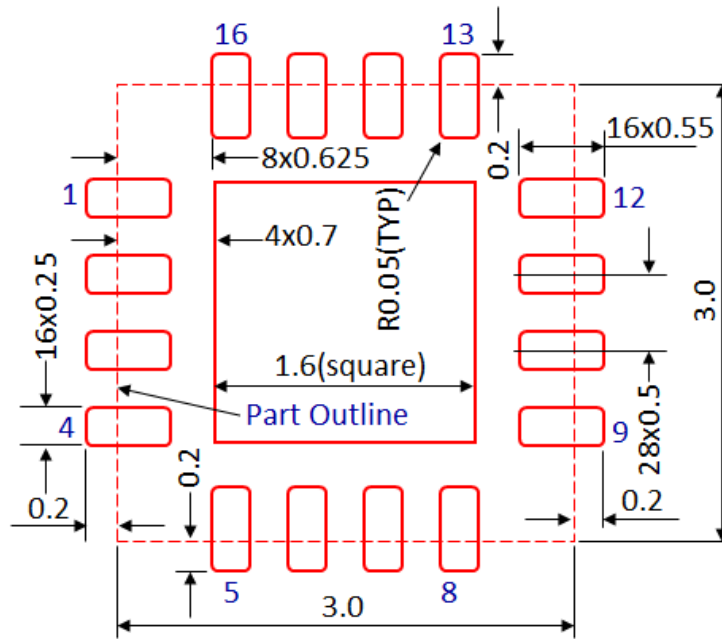 16
13
8x0.625
0.2
16x0.55
1
12
4x0.7
R0.05(TYP)
16x0.25
3.0
1.6(square)
4
Part Outline
9
28x0.5
0.2
0.2
0.2
5
3.0
8